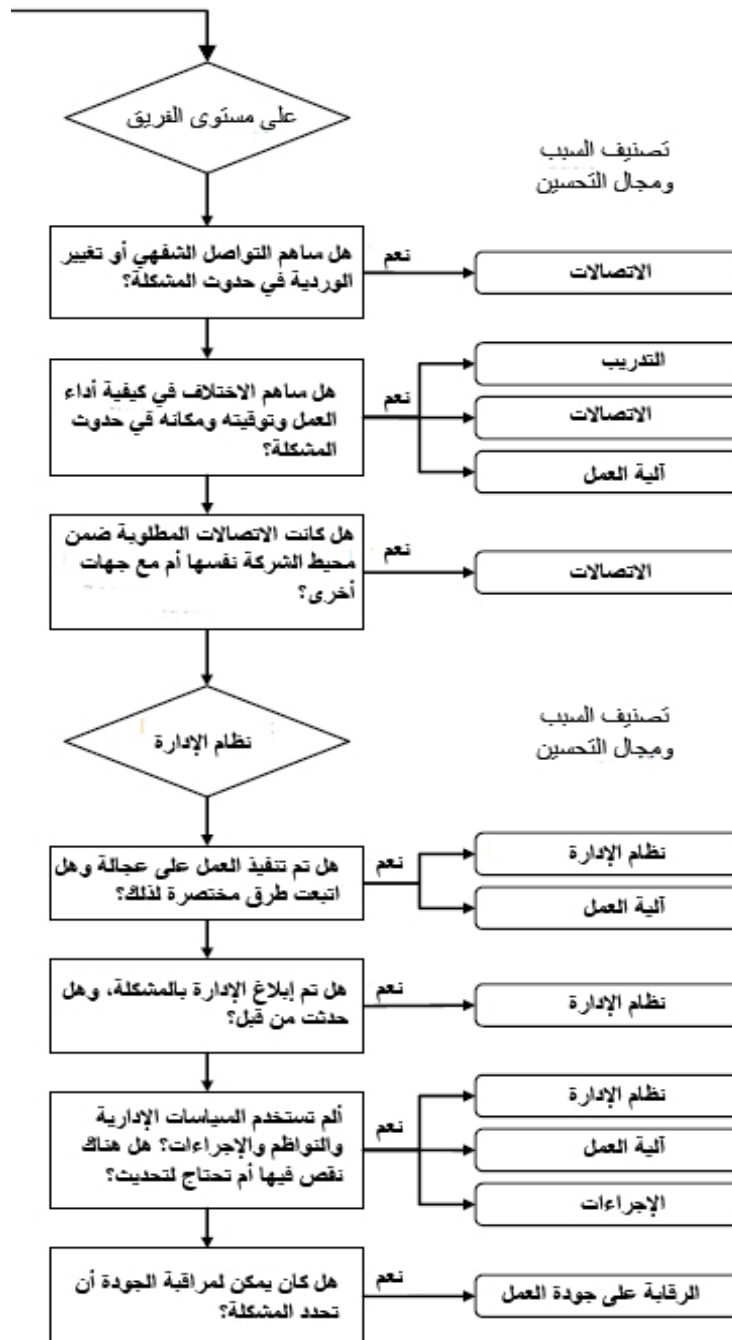 على مستوى الفريق
تصنيف السبب
ومجال التحسين
هل ساهم التواصل الشفهي أو تغيير
الوردية في حدوث المشكلة؟
نعم
الاتصالات
هل ساهم الاختلاف في كيفية أداء
العمل وتوقيته ومكانه في حدوث
المشكلة؟
نعم
التدريب
الاتصالات
آلية العمل
هل كانت الاتصالات المطلوبة ضمن
محيط الشركة نفسها أم مع جهات
أخرى؟
نعم
الاتصالات
نظام الإدارة
تصنيف السبب
ومجال التحسين
هل تم تنفيذ العمل على عجالة وهل
اتبعت طرق مختصرة لذلك؟
نعم
نظام الإدارة
آلية العمل
هل تم إبلاغ الإدارة بالمشكلة، وهل
حدثت من قبل؟
نعم
نظام الإدارة
ألم تستخدم السياسات الإدارية
والنواظم والإجراءات؟ هل هناك
نقص فيها أم تحتاج لتحديث؟
نعم
نظام الإدارة
آلية العمل
الإجراءات
هل كان يمكن لمراقبة الجودة أن
تحدد المشكلة؟
نعم
الرقابة على جودة العمل